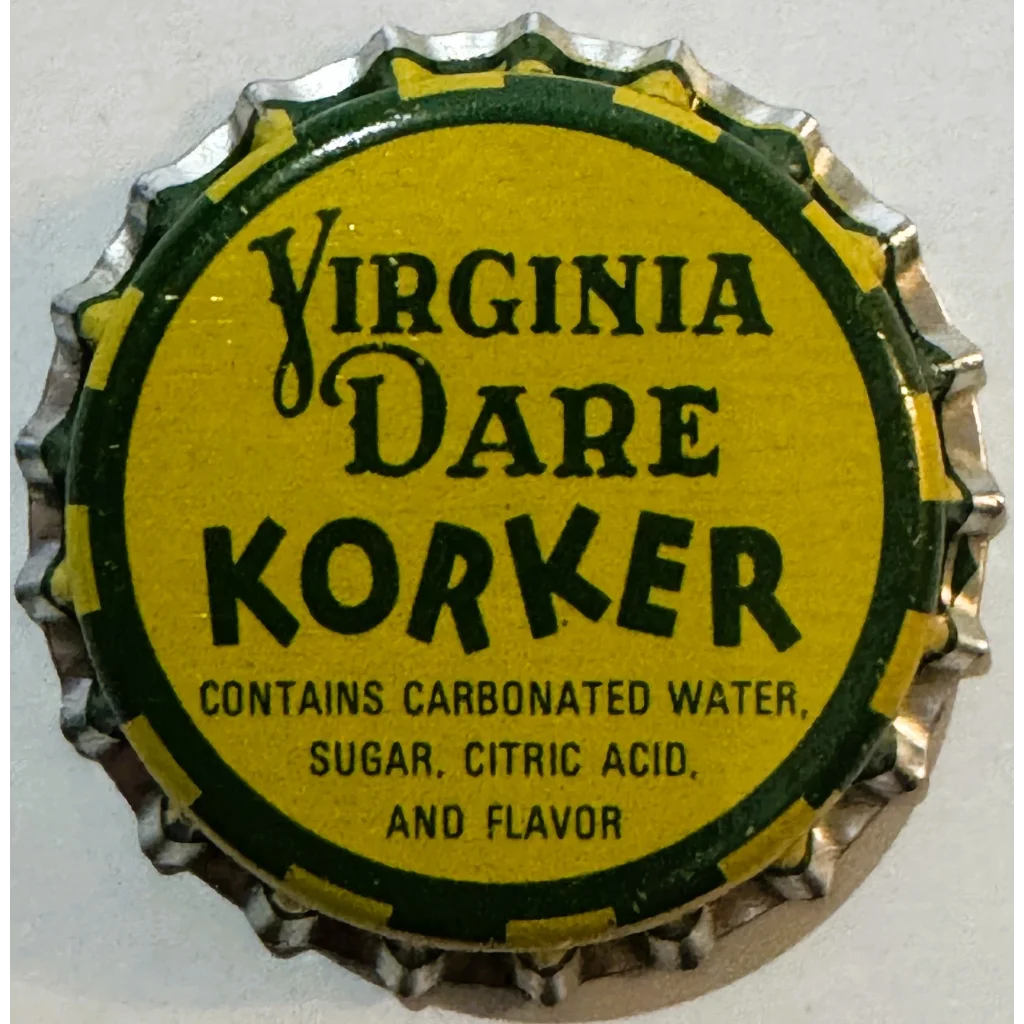 VIRGINIA
DARE
KORKER
CONTAINS CARBONATED WATER,
SUGAR, CITRIC ACID,
AND FLAVOR